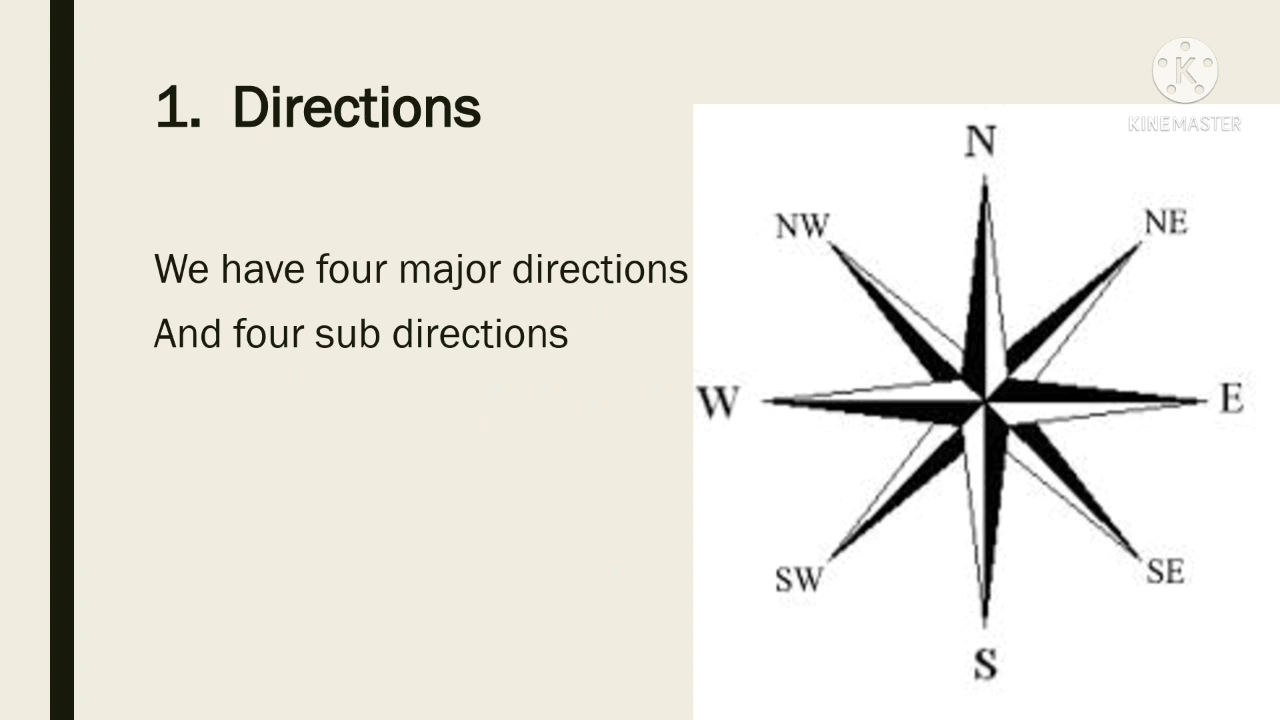 1. Directions
We have four major directions
And four sub directions
K
KINEMASTER
N
NW
NE
W
E
SW
SE
S